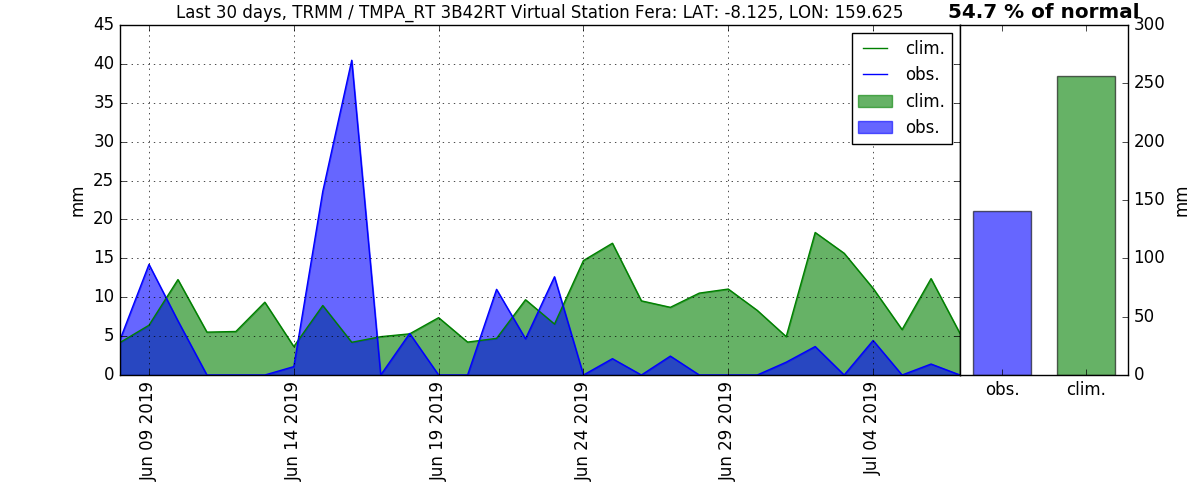 Last 30 days, TRMM / TMPA_RT 3B42RT Virtual Station Fera: LAT: -8.125, LON: 159.625
54.7 % of normal
45
40
35
30
25
20
15
10
5
0
mm
clim.
obs.
clim.
obs.
Jun 09 2019
Jun 14 2019
Jun 19 2019
Jun 24 2019
Jun 29 2019
Jul 04 2019
300
250
200
150
100
50
0
mm
obs.
clim.